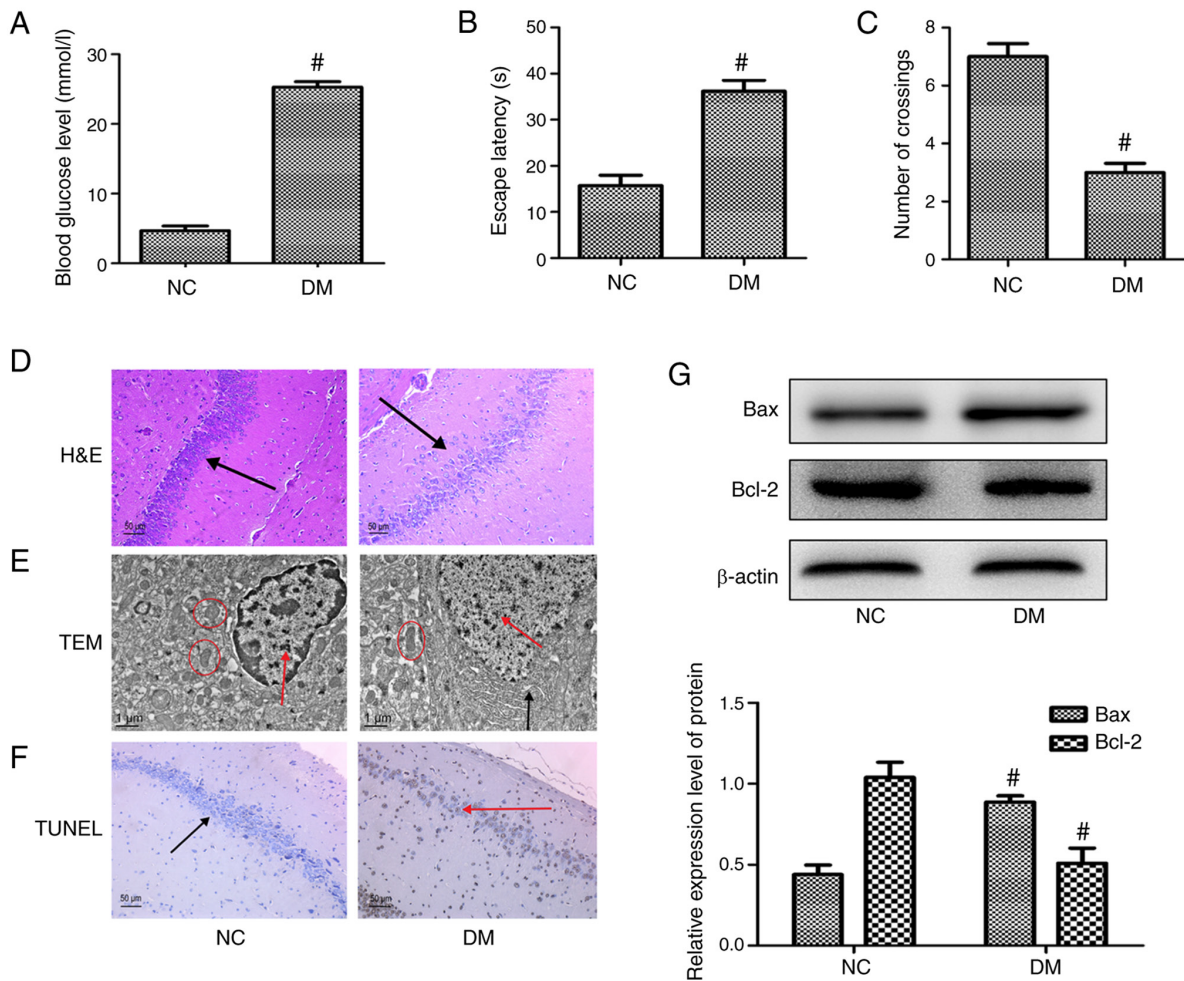 A
Blood glucose level (mmol/l)
30
20
10
0
#
NC
DM
B
Escape latency (s)
50
40
30
20
10
0
#
NC
DM
C
Number of crossings
8
6
4
2
0
#
NC
DM
D
H&E
50 μm
50 μm
E
TEM
1 μm
1 μm
F
TUNEL
50 μm
50 μm
NC
DM
G
Bax
Bcl-2
β-actin
NC
DM
Relative expression level of protein
1.5
1.0
0.5
0.0
Bax
Bcl-2
#
#
NC
DM